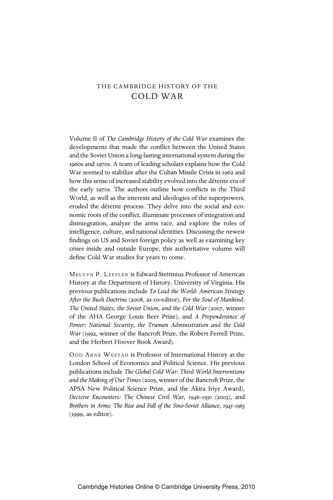 THE CAMBRIDGE HISTORY OF THE
COLD WAR
Volume II of The Cambridge History of the Cold War examines the
developments that made the conflict between the United States
and the Soviet Union a long-lasting international system during the
1960s and 1970s. A team of leading scholars explains how the Cold
War seemed to stabilize after the Cuban Missile Crisis in 1962 and
how this sense of increased stability evolved into the détente era of
the early 1970s. The authors outline how conflicts in the Third
World, as well as the interests and ideologies of the superpowers,
eroded the détente process. They delve into the social and eco-
nomic roots of the conflict, illuminate processes of integration and
disintegration, analyze the arms race, and explore the roles of
intelligence, culture, and national identities. Discussing the newest
findings on US and Soviet foreign policy as well as examining key
crises inside and outside Europe, this authoritative volume will
define Cold War studies for years to come.
MELVYN P. LEFFLER is Edward Stettinius Professor of American
History at the Department of History, University of Virginia. His
previous publications include To Lead the World: American Strategy
After the Bush Doctrine (2008, as co-editor), For the Soul of Mankind:
The United States, the Soviet Union, and the Cold War (2007, winner
of the AHA George Louis Beer Prize), and A Preponderance of
Power: National Security, the Truman Administration and the Cold
War (1992, winner of the Bancroft Prize, the Robert Ferrell Prize,
and the Herbert Hoover Book Award).
ODD ARNE WESTAD is Professor of International History at the
London School of Economics and Political Science. His previous
publications include The Global Cold War: Third World Interventions
and the Making of Our Times (2005, winner of the Bancroft Prize, the
APSA New Political Science Prize, and the Akira Iriye Award),
Decisive Encounters: The Chinese Civil War, 1946–1950 (2003), and
Brothers in Arms: The Rise and Fall of the Sino-Soviet Alliance, 1945–1963
(1999, as editor).
Cambridge Histories Online © Cambridge University Press, 2010